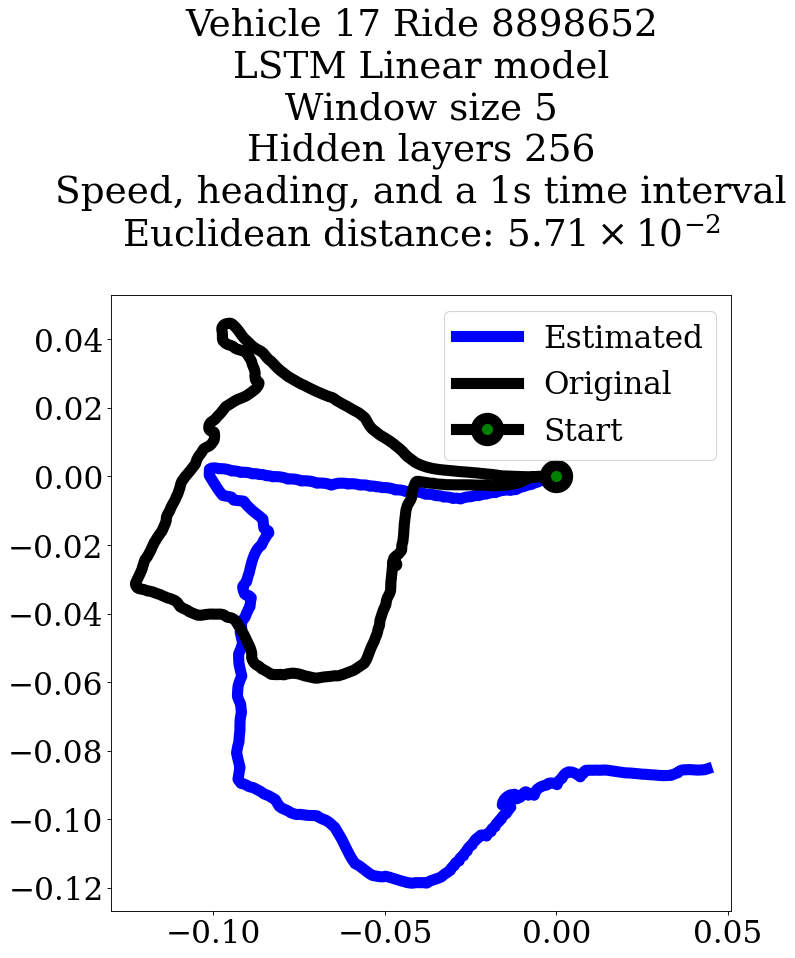 Vehicle 17 Ride 8898652
LSTM Linear model
Window size 5
Hidden layers 256
Speed, heading, and a 1s time interval
Euclidean distance: 5.71 × 10⁻²
Estimated
Original
Start
0.04
0.02
0.00
−0.02
−0.04
−0.06
−0.08
−0.10
−0.12
−0.10
−0.05
0.00
0.05